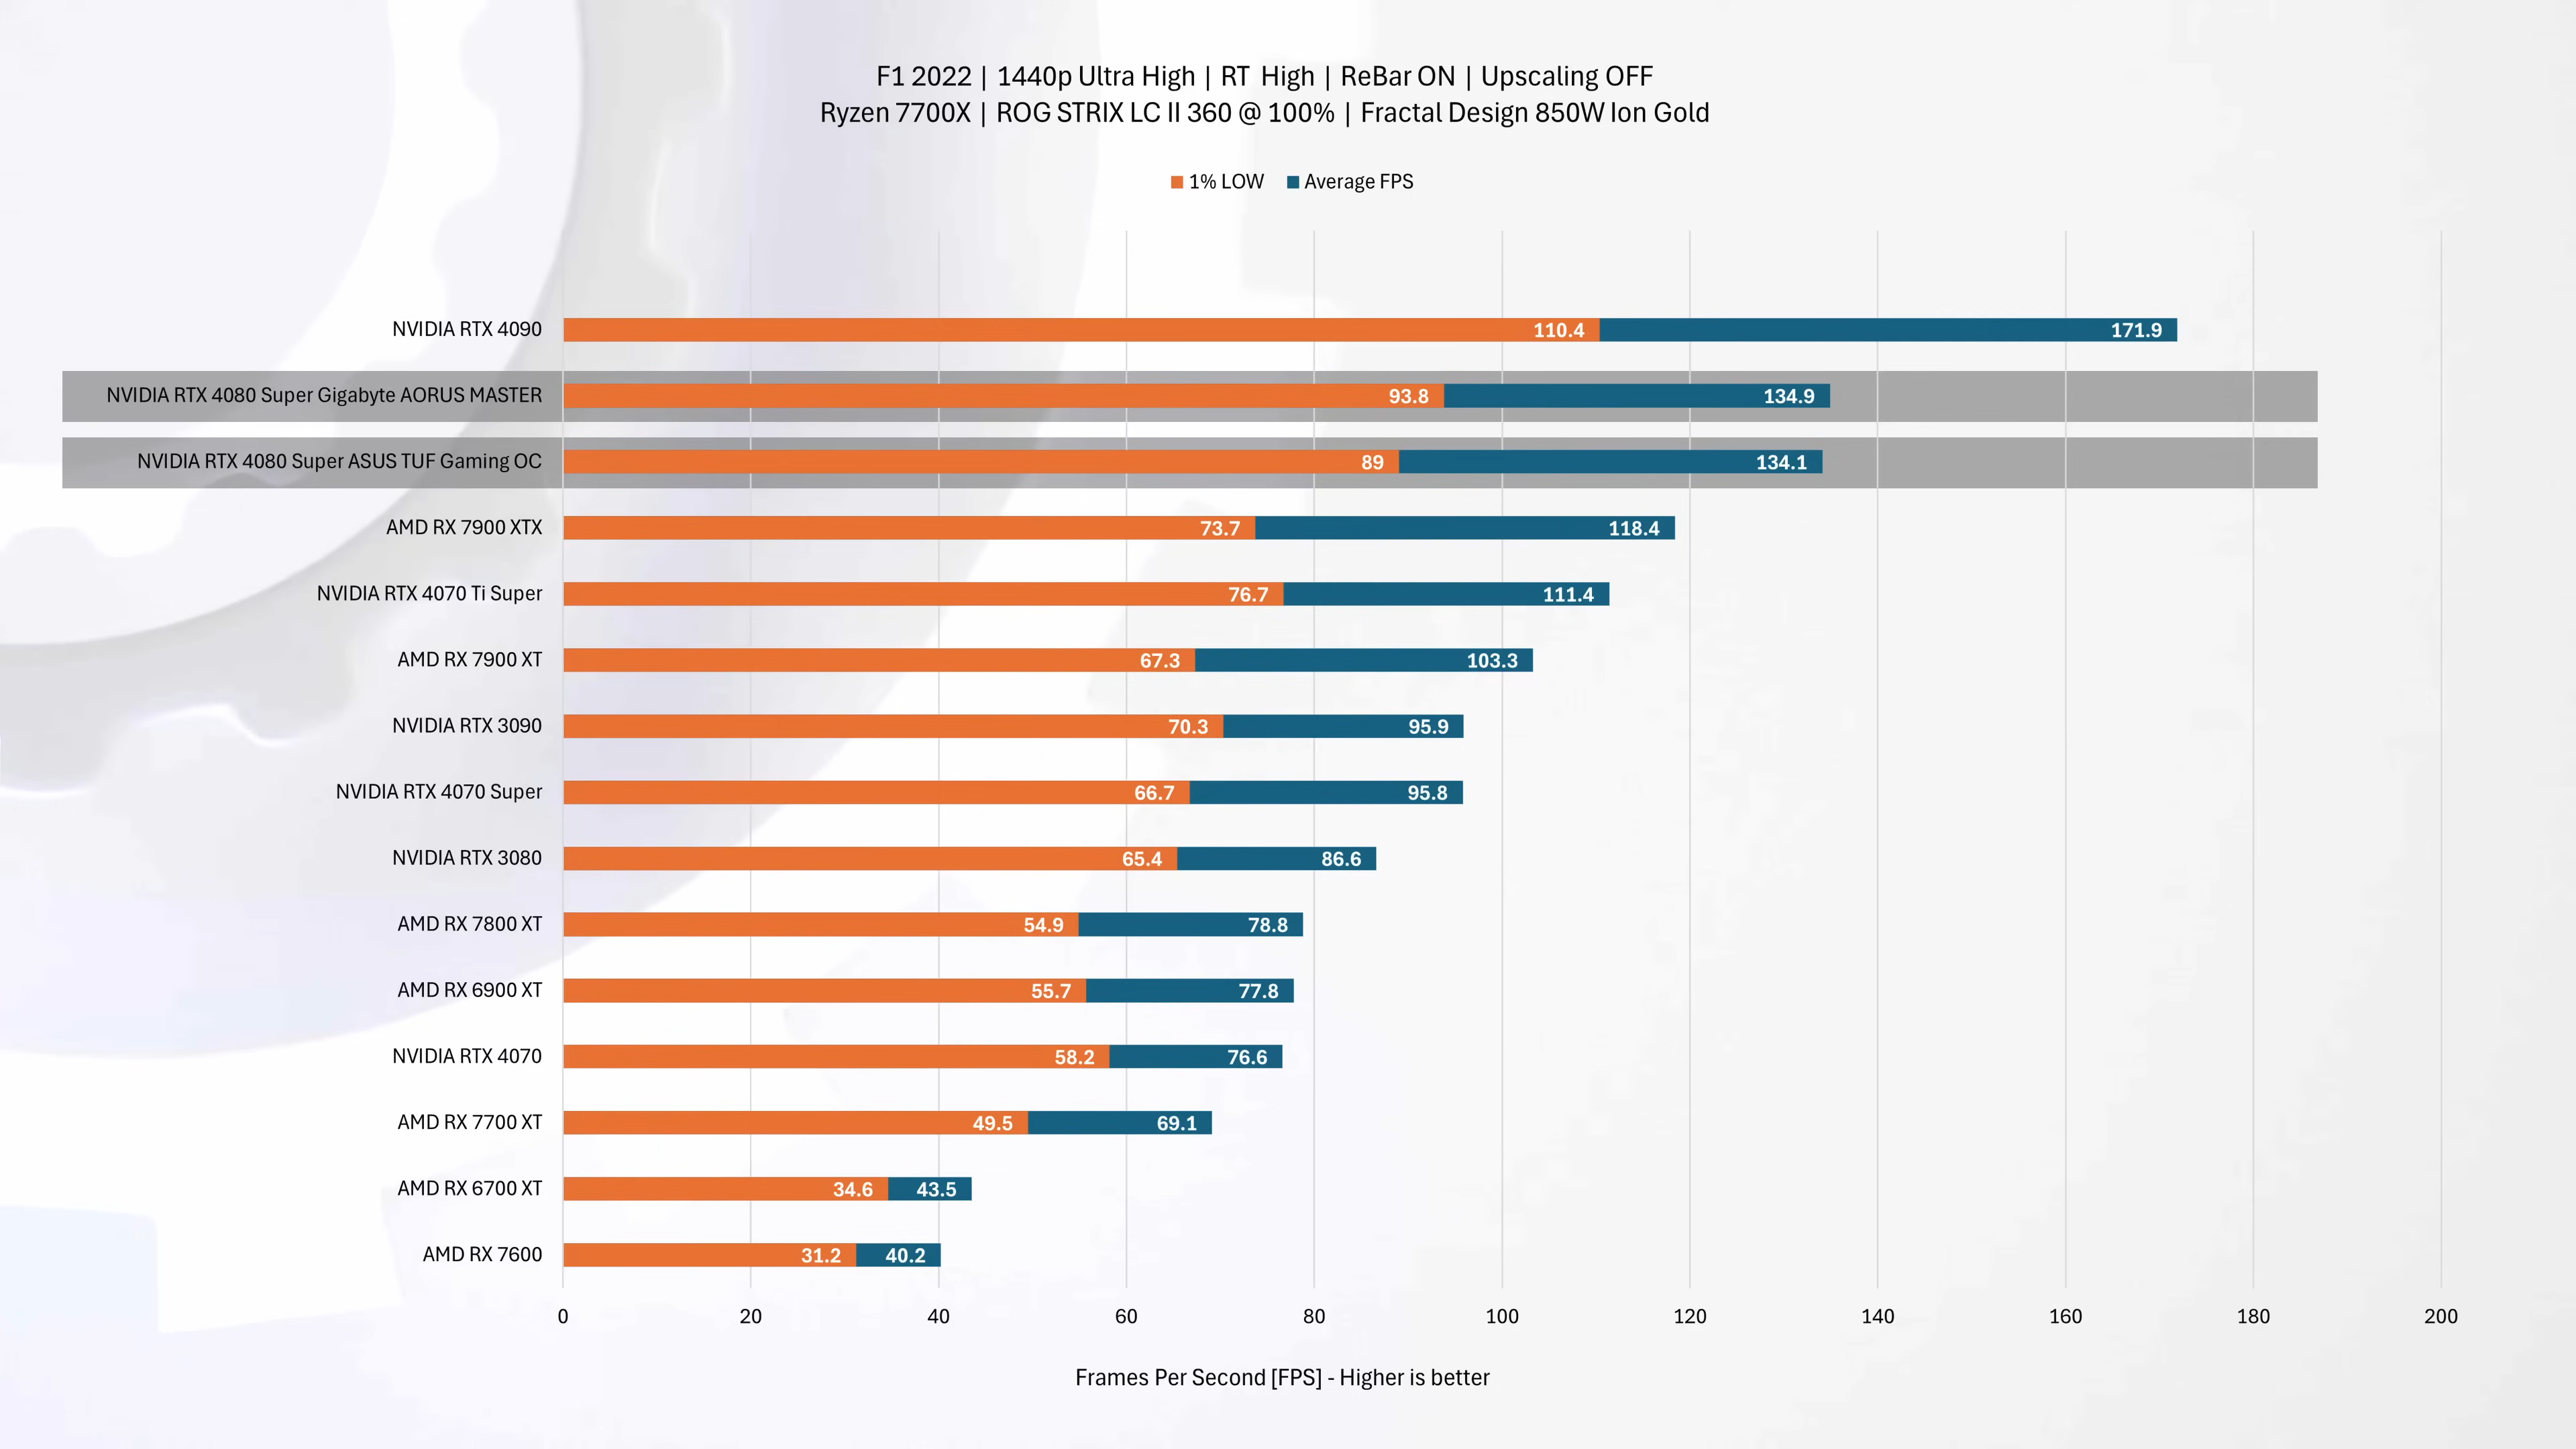 F1 2022 | 1440p Ultra High | RT  High | ReBar ON | Upscaling OFF
Ryzen 7700X | ROG STRIX LC II 360 @ 100% | Fractal Design 850W Ion Gold
1% LOW Average FPS
NVIDIA RTX 4090 110.4 171.9
NVIDIA RTX 4080 Super Gigabyte AORUS MASTER 93.8 134.9
NVIDIA RTX 4080 Super ASUS TUF Gaming OC 89 134.1
AMD RX 7900 XTX 73.7 118.4
NVIDIA RTX 4070 Ti Super 76.7 111.4
AMD RX 7900 XT 67.3 103.3
NVIDIA RTX 3090 70.3 95.9
NVIDIA RTX 4070 Super 66.7 95.8
NVIDIA RTX 3080 65.4 86.6
AMD RX 7800 XT 54.9 78.8
AMD RX 6900 XT 55.7 77.8
NVIDIA RTX 4070 58.2 76.6
AMD RX 7700 XT 49.5 69.1
AMD RX 6700 XT 34.6 43.5
AMD RX 7600 31.2 40.2
0 20 40 60 80 100 120 140 160 180 200
Frames Per Second [FPS] - Higher is better